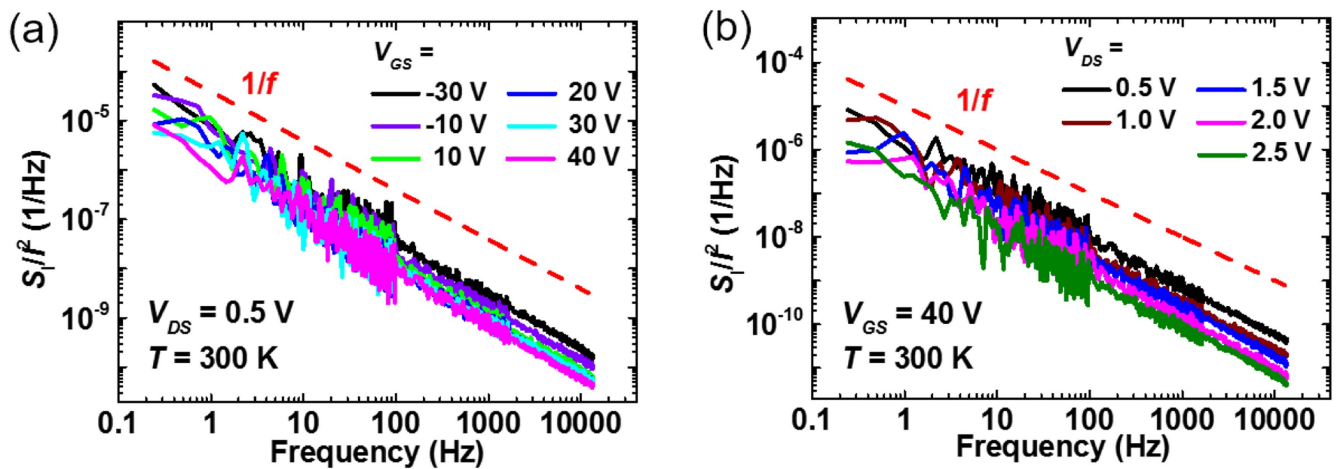 (a)
V_GS =
-30 V
20 V
-10 V
30 V
10 V
40 V
1/f
10^-5
10^-7
10^-9
S_I/I^2 (1/Hz)
V_DS = 0.5 V
T = 300 K
0.1 1 10 100 1000 10000
Frequency (Hz)
(b)
V_DS =
0.5 V
1.5 V
1.0 V
2.0 V
2.5 V
1/f
10^-4
10^-6
10^-8
10^-10
S_I/I^2 (1/Hz)
V_GS = 40 V
T = 300 K
0.1 1 10 100 1000 10000
Frequency (Hz)